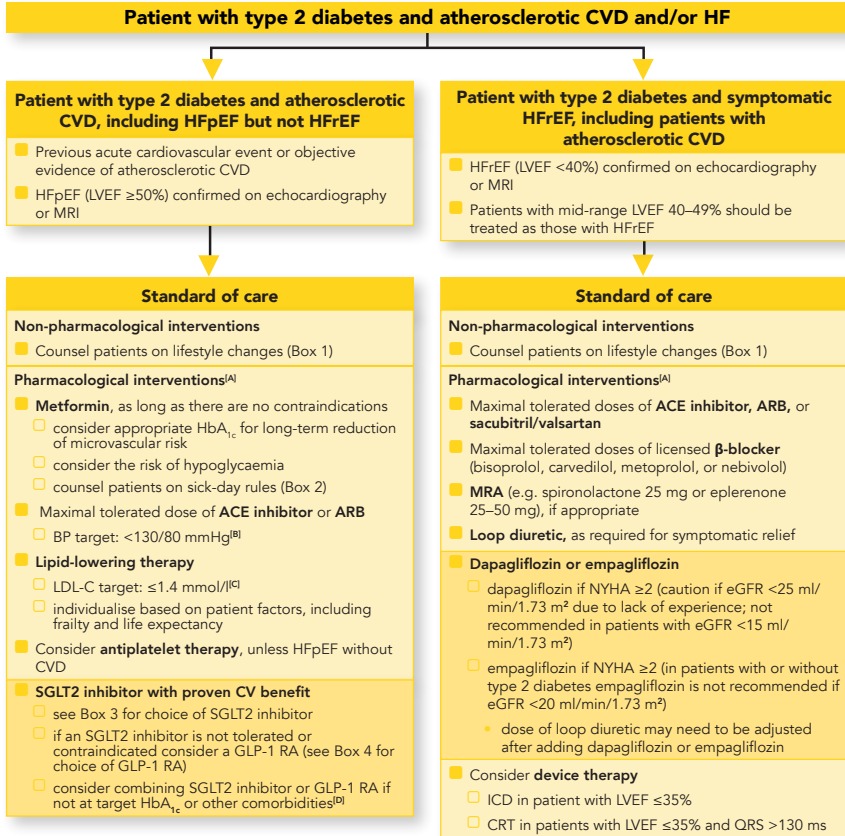 Patient with type 2 diabetes and atherosclerotic CVD and/or HF
Patient with type 2 diabetes and atherosclerotic
CVD, including HFpEF but not HFrEF
Previous acute cardiovascular event or objective
evidence of atherosclerotic CVD
HFpEF (LVEF ≥50%) confirmed on echocardiography
or MRI
Standard of care
Non-pharmacological interventions
Counsel patients on lifestyle changes (Box 1)
Pharmacological interventions[A]
Metformin, as long as there are no contraindications
consider appropriate HbA1c for long-term reduction
of microvascular risk
consider the risk of hypoglycaemia
counsel patients on sick-day rules (Box 2)
Maximal tolerated dose of ACE inhibitor or ARB
BP target: <130/80 mmHg[B]
Lipid-lowering therapy
LDL-C target: ≤1.4 mmol/l[C]
individualise based on patient factors, including
frailty and life expectancy
Consider antiplatelet therapy, unless HFpEF without
CVD
SGLT2 inhibitor with proven CV benefit
see Box 3 for choice of SGLT2 inhibitor
if an SGLT2 inhibitor is not tolerated or
contraindicated consider a GLP-1 RA (see Box 4 for
choice of GLP-1 RA)
consider combining SGLT2 inhibitor or GLP-1 RA if
not at target HbA1c or other comorbidities[D]
Patient with type 2 diabetes and symptomatic
HFrEF, including patients with
atherosclerotic CVD
HFrEF (LVEF <40%) confirmed on echocardiography
or MRI
Patients with mid-range LVEF 40–49% should be
treated as those with HFrEF
Standard of care
Non-pharmacological interventions
Counsel patients on lifestyle changes (Box 1)
Pharmacological interventions[A]
Maximal tolerated doses of ACE inhibitor, ARB, or
sacubitril/valsartan
Maximal tolerated doses of licensed β-blocker
(bisoprolol, carvedilol, metoprolol, or nebivolol)
MRA (e.g. spironolactone 25 mg or eplerenone
25–50 mg), if appropriate
Loop diuretic, as required for symptomatic relief
Dapagliflozin or empagliflozin
dapagliflozin if NYHA ≥2 (caution if eGFR <25 ml/
min/1.73 m² due to lack of experience; not
recommended in patients with eGFR <15 ml/
min/1.73 m²)
empagliflozin if NYHA ≥2 (in patients with or without
type 2 diabetes empagliflozin is not recommended if
eGFR <20 ml/min/1.73 m²)
dose of loop diuretic may need to be adjusted
after adding dapagliflozin or empagliflozin
Consider device therapy
ICD in patient with LVEF ≤35%
CRT in patients with LVEF ≤35% and QRS >130 ms